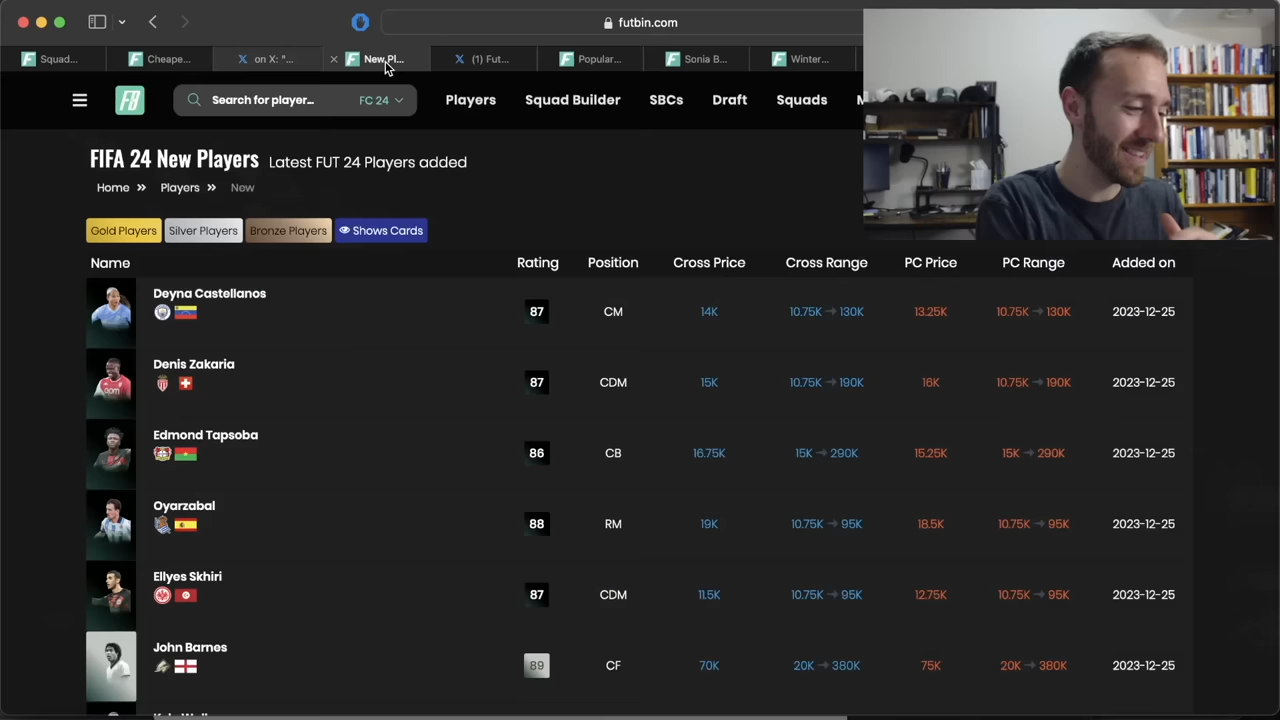 futbin.com
Squad...
Cheape...
on X: "...
New Pl...
(1) Fut...
Popular...
Sonia B...
Winter...
Search for player...
FC 24
Players
Squad Builder
SBCs
Draft
Squads
M
FIFA 24 New Players
Latest FUT 24 Players added
Home » Players » New
Gold Players
Silver Players
Bronze Players
Shows Cards
Name Rating Position Cross Price Cross Range PC Price PC Range Added on
Deyna Castellanos
87 CM 14K 10.75K → 130K 13.25K 10.75K → 130K 2023-12-25
Denis Zakaria
87 CDM 15K 10.75K → 190K 16K 10.75K → 190K 2023-12-25
Edmond Tapsoba
86 CB 16.75K 15K → 290K 15.25K 15K → 290K 2023-12-25
Oyarzabal
88 RM 19K 10.75K → 95K 18.5K 10.75K → 95K 2023-12-25
Ellyes Skhiri
87 CDM 11.5K 10.75K → 95K 12.75K 10.75K → 95K 2023-12-25
John Barnes
89 CF 70K 20K → 380K 75K 20K → 380K 2023-12-25